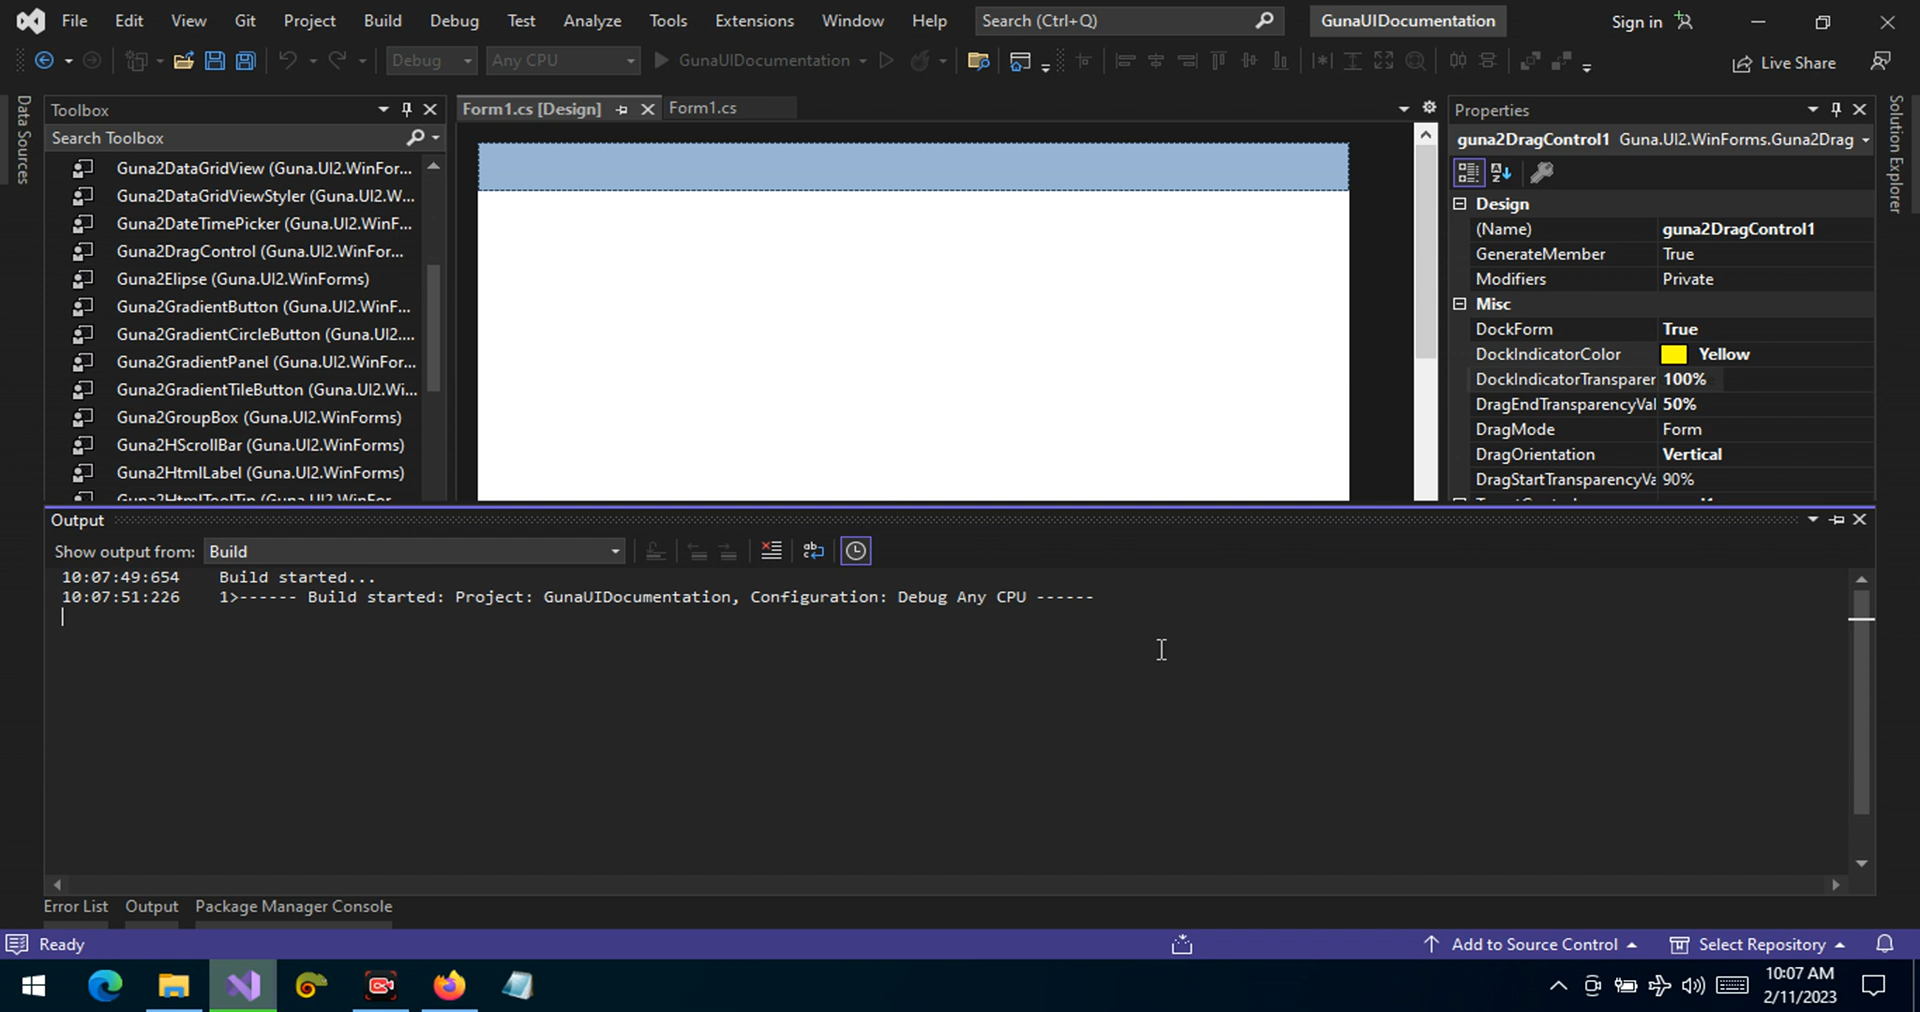 File Edit View Git Project Build Debug Test Analyze Tools Extensions Window Help Search (Ctrl+Q) GunaUIDocumentation Sign in
Debug Any CPU GunaUIDocumentation Live Share
Data Sources
Toolbox
Search Toolbox
Guna2DataGridView (Guna.UI2.WinFor...
Guna2DataGridViewStyler (Guna.UI2.W...
Guna2DateTimePicker (Guna.UI2.WinF...
Guna2DragControl (Guna.UI2.WinFor...
Guna2Elipse (Guna.UI2.WinForms)
Guna2GradientButton (Guna.UI2.WinF...
Guna2GradientCircleButton (Guna.UI2....
Guna2GradientPanel (Guna.UI2.WinFor...
Guna2GradientTileButton (Guna.UI2.Wi...
Guna2GroupBox (Guna.UI2.WinForms)
Guna2HScrollBar (Guna.UI2.WinForms)
Guna2HtmlLabel (Guna.UI2.WinForms)
Guna2HtmlToolTip (Guna.UI2.WinFor...
Form1.cs [Design] Form1.cs
Properties
guna2DragControl1 Guna.UI2.WinForms.Guna2Drag
Design
(Name) guna2DragControl1
GenerateMember True
Modifiers Private
Misc
DockForm True
DockIndicatorColor Yellow
DockIndicatorTransparer 100%
DragEndTransparencyVal 50%
DragMode Form
DragOrientation Vertical
DragStartTransparencyVa 90%
Solution Explorer
Output
Show output from: Build
10:07:49:654 Build started...
10:07:51:226 1>------ Build started: Project: GunaUIDocumentation, Configuration: Debug Any CPU ------
Error List Output Package Manager Console
Ready Add to Source Control Select Repository
10:07 AM
2/11/2023